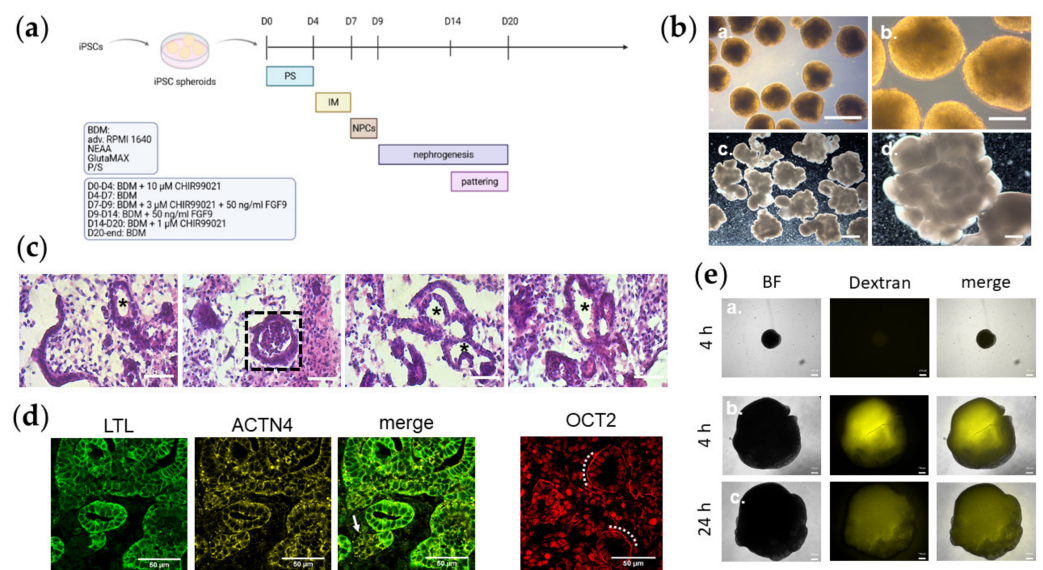 (a)
D0 D4 D7 D9 D14 D20
iPSCs
iPSC spheroids
PS
IM
NPCs
nephrogenesis
pattering
BDM:
adv. RPMI 1640
NEAA
GlutaMAX
P/S
D0-D4: BDM + 10 µM CHIR99021
D4-D7: BDM
D7-D9: BDM + 3 µM CHIR99021 + 50 ng/ml FGF9
D9-D14: BDM + 50 ng/ml FGF9
D14-D20: BDM + 1 µM CHIR99021
D20-end: BDM
(b)
a. b.
c. d.
(c)
*
* *
*
(d)
LTL ACTN4 merge OCT2
50 µm 50 µm 50 µm 50 µm
(e)
BF Dextran merge
a.
4 h
b.
4 h
c.
24 h